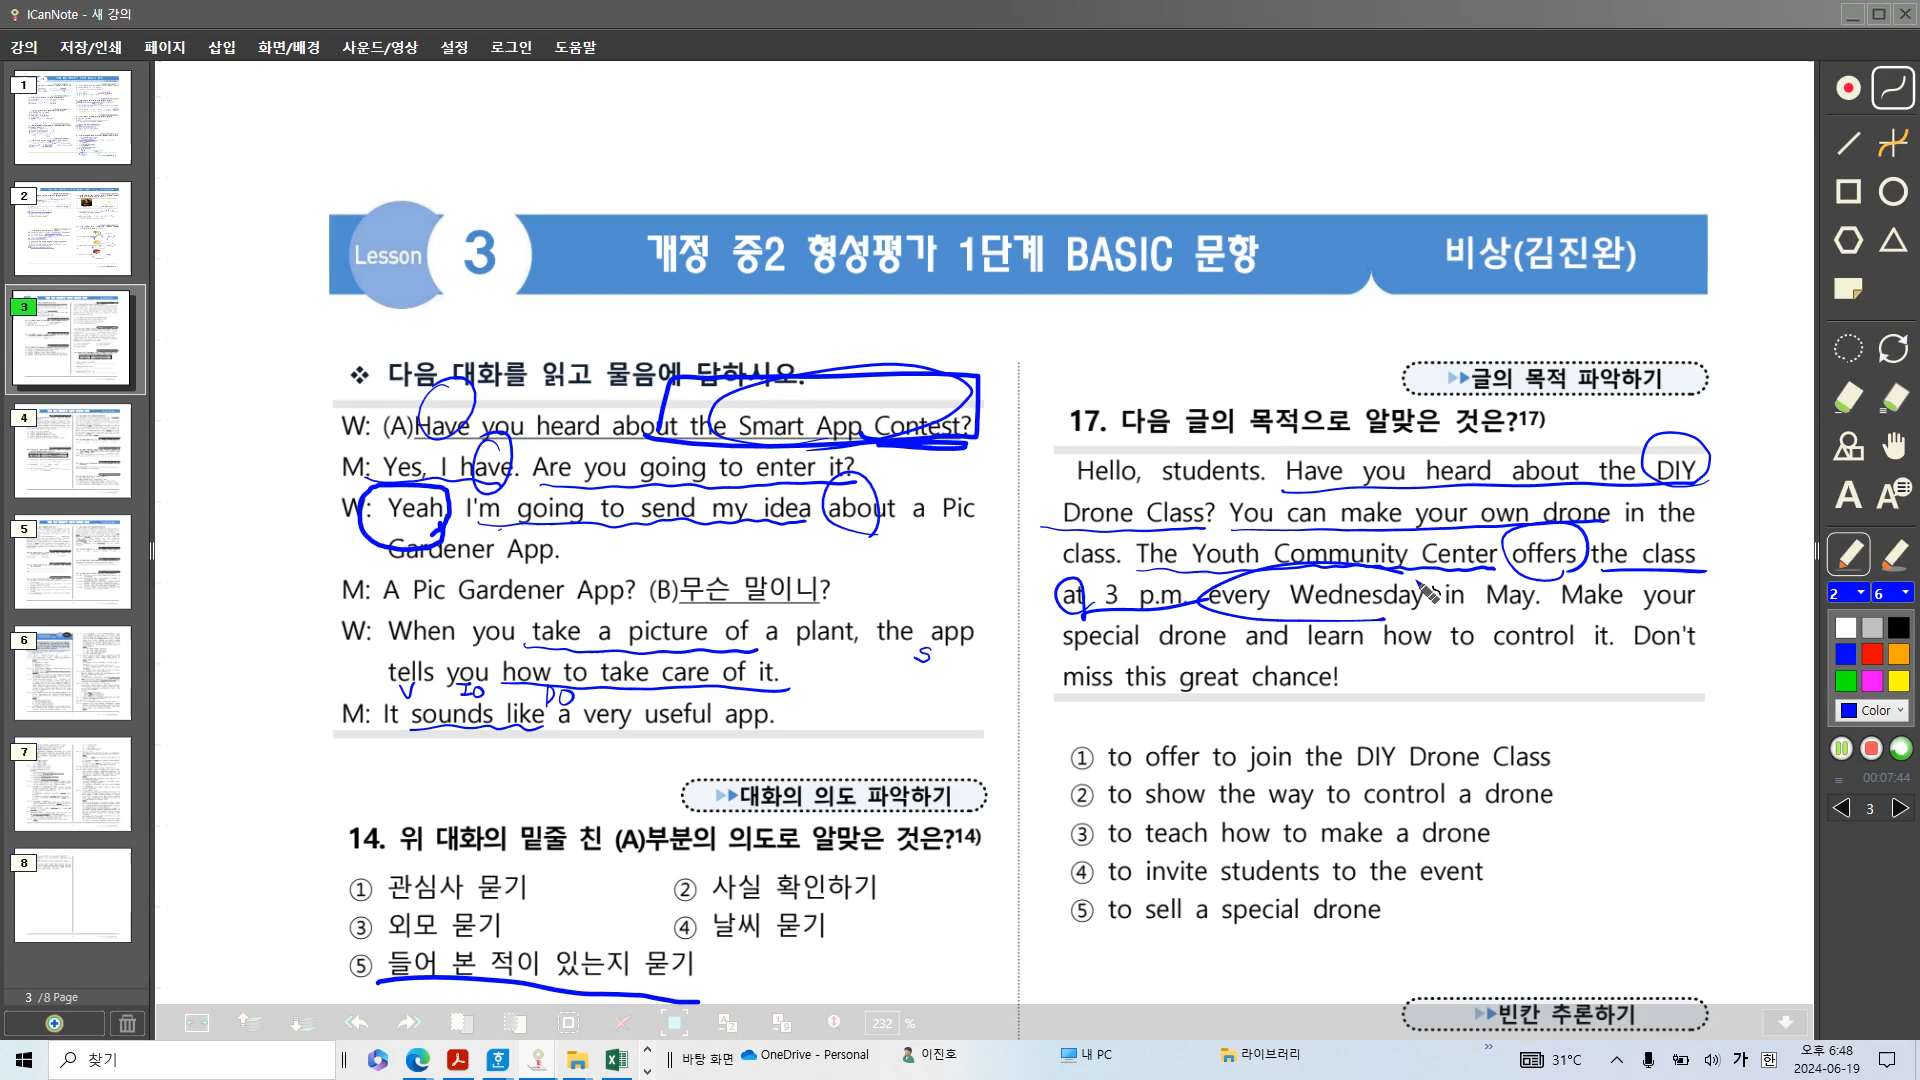 ICanNote - 새 강의
강의 저장/인쇄 페이지 삽입 화면/배경 사운드/영상 설정 로그인 도움말
1
2
3
4
5
6
7
8
3 /8 Page
Lesson 3 개정 중2 형성평가 1단계 BASIC 문항 비상(김진완)
❖ 다음 대화를 읽고 물음에 답하시오.
W: (A)Have you heard about the Smart App Contest?
M: Yes, I have. Are you going to enter it?
W: Yeah, I'm going to send my idea about a Pic
Gardener App.
M: A Pic Gardener App? (B)무슨 말이니?
W: When you take a picture of a plant, the app
S
tells you how to take care of it.
V IO DO
M: It sounds like a very useful app.
▶▶대화의 의도 파악하기
14. 위 대화의 밑줄 친 (A)부분의 의도로 알맞은 것은?14)
① 관심사 묻기 ② 사실 확인하기
③ 외모 묻기 ④ 날씨 묻기
⑤ 들어 본 적이 있는지 묻기
▶▶글의 목적 파악하기
17. 다음 글의 목적으로 알맞은 것은?17)
Hello, students. Have you heard about the DIY
Drone Class? You can make your own drone in the
class. The Youth Community Center offers the class
at 3 p.m. every Wednesday in May. Make your
special drone and learn how to control it. Don't
miss this great chance!
① to offer to join the DIY Drone Class
② to show the way to control a drone
③ to teach how to make a drone
④ to invite students to the event
⑤ to sell a special drone
▶▶빈칸 추론하기
2 6
Color
00:07:44
3
232 %
찾기
바탕 화면 OneDrive - Personal 이진호 내 PC 라이브러리
31°C 가 한
오후 6:48
2024-06-19